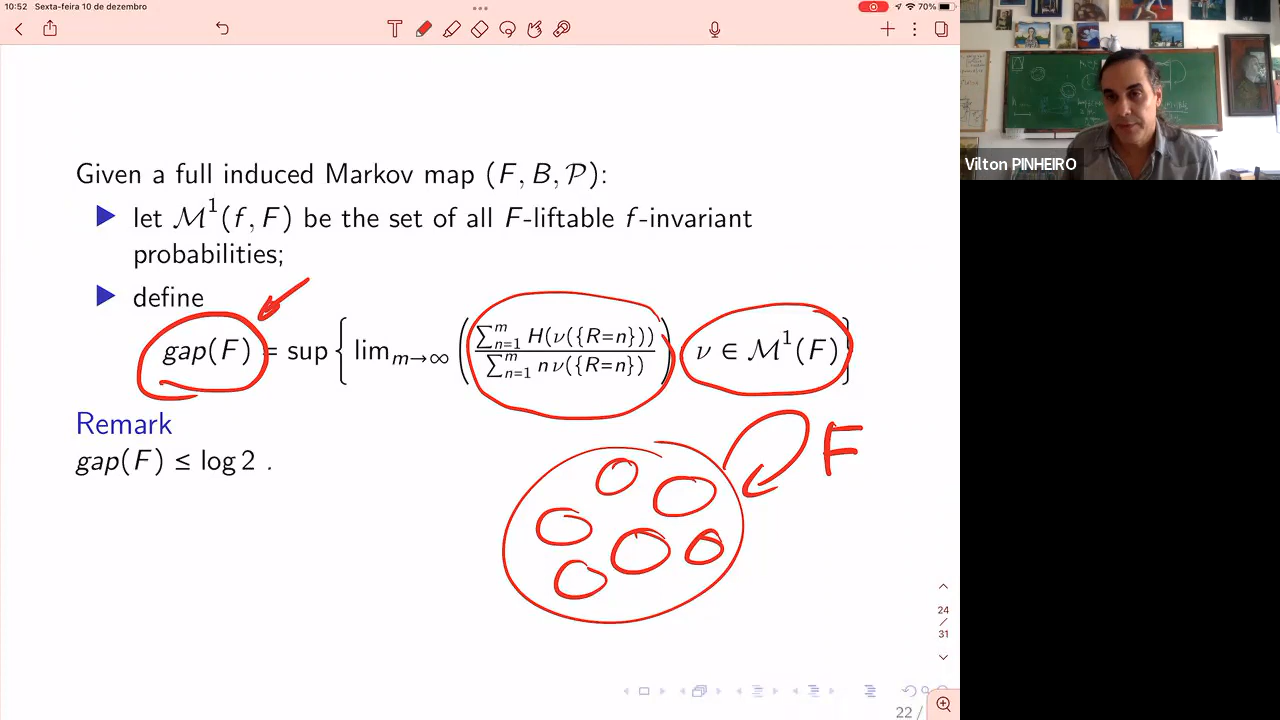 10:52 Sexta-feira 10 de dezembro
70%
Vilton PINHEIRO
Given a full induced Markov map (F, B, 𝒫):
let ℳ¹(f, F) be the set of all F-liftable f-invariant
probabilities;
define
gap(F) = sup { lim_{m→∞} ( \frac{∑_{n=1}^{m} H(ν({R=n}))}{∑_{n=1}^{m} n ν({R=n})} ) ν ∈ ℳ¹(F) }
F
Remark
gap(F) ≤ log 2 .
24
/
31
22 /